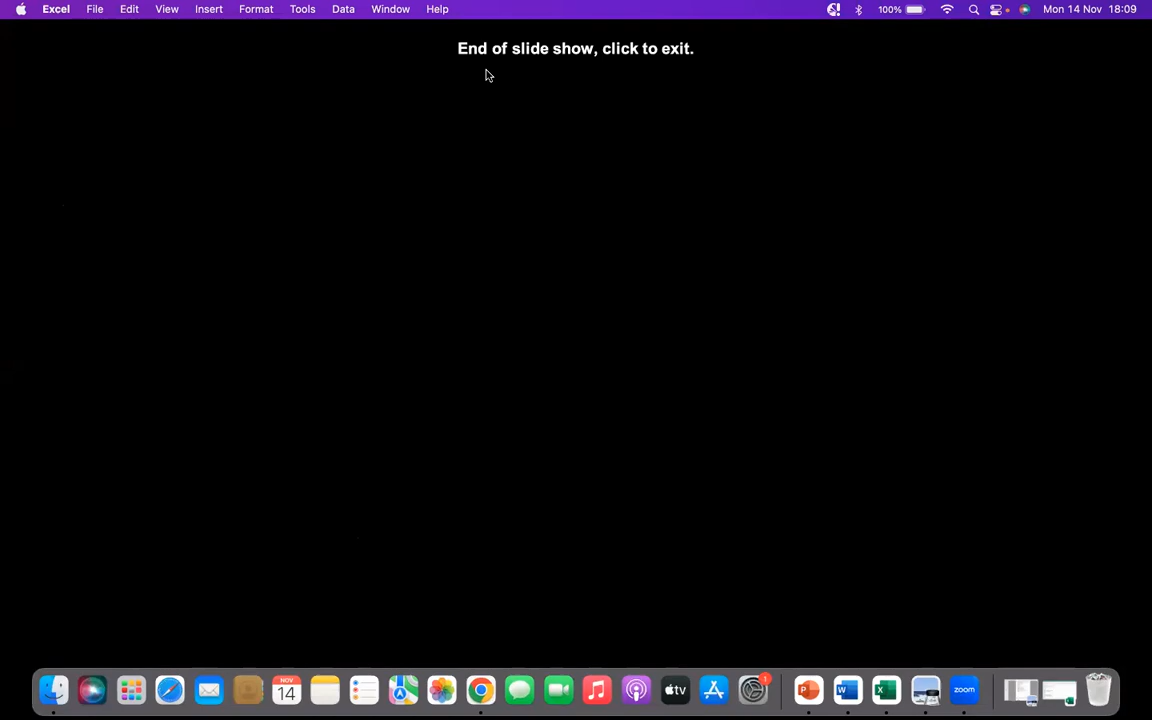 Excel File Edit View Insert Format Tools Data Window Help 100% Mon 14 Nov 18:09
End of slide show, click to exit.
NOV
14
tv
1
P
W
X
zoom